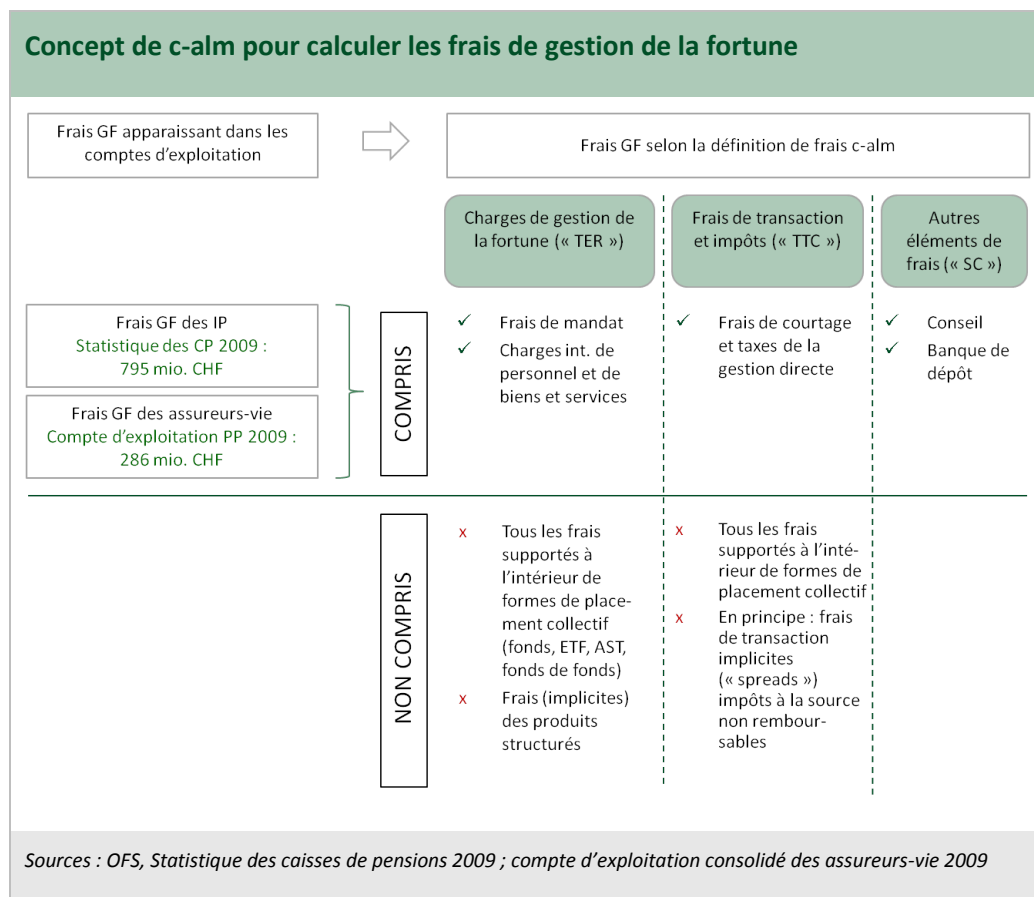 Concept de c-alm pour calculer les frais de gestion de la fortune
Frais GF apparaissant dans les
comptes d'exploitation
Frais GF selon la définition de frais c-alm
Charges de gestion de
la fortune (« TER »)
Frais de transaction
et impôts (« TTC »)
Autres
éléments de
frais (« SC »)
Frais GF des IP
Statistique des CP 2009 :
795 mio. CHF
Frais GF des assureurs-vie
Compte d'exploitation PP 2009 :
286 mio. CHF
COMPRIS
✓ Frais de mandat
✓ Charges int. de
personnel et de
biens et services
✓ Frais de courtage
et taxes de la
gestion directe
✓ Conseil
✓ Banque de
dépôt
NON COMPRIS
x Tous les frais
supportés à
l'intérieur de
formes de place-
ment collectif
(fonds, ETF, AST,
fonds de fonds)
x Frais (implicites)
des produits
structurés
x Tous les frais
supportés à l'inté-
rieur de formes de
placement collectif
x En principe : frais
de transaction
implicites
(« spreads »)
impôts à la source
non rembour-
sables
Sources : OFS, Statistique des caisses de pensions 2009 ; compte d'exploitation consolidé des assureurs-vie 2009